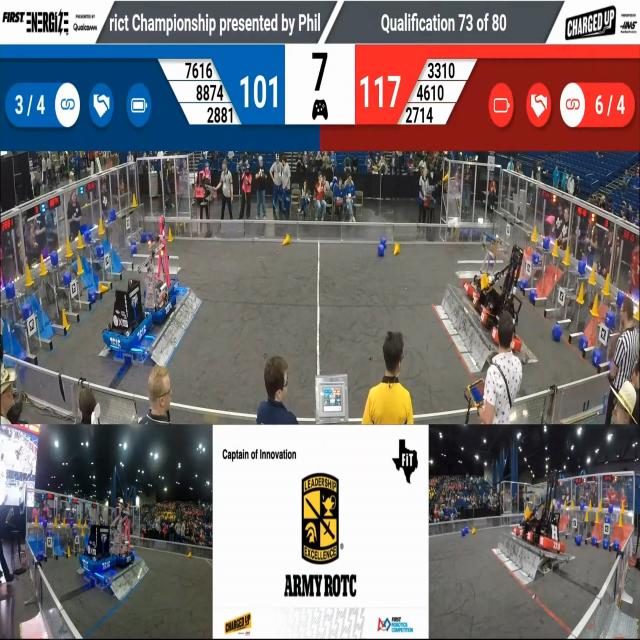 FIRST ENERGIZE PRESENTED BY Qualcomm
rict Championship presented by Phil
Qualification 73 of 80
CHARGED UP
3 / 4
7616
8874
2881
101
7
117
3310
4610
2714
6 / 4
Captain of Innovation
FIT
LEADERSHIP
EXCELLENCE
ARMY ROTC
CHARGED UP
FIRST ROBOTICS COMPETITION